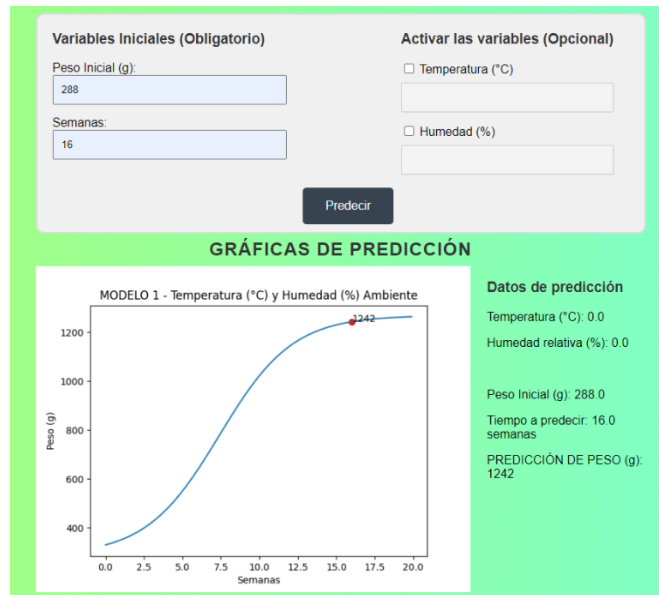 Variables Iniciales (Obligatorio)
Peso Inicial (g):
288
Semanas:
16
Activar las variables (Opcional)
Temperatura (°C)
Humedad (%)
Predecir
GRÁFICAS DE PREDICCIÓN
MODELO 1 - Temperatura (°C) y Humedad (%) Ambiente
1242
1200
1000
800
600
400
Peso (g)
0.0 2.5 5.0 7.5 10.0 12.5 15.0 17.5 20.0
Semanas
Datos de predicción
Temperatura (°C): 0.0
Humedad relativa (%): 0.0
Peso Inicial (g): 288.0
Tiempo a predecir: 16.0
semanas
PREDICCIÓN DE PESO (g):
1242